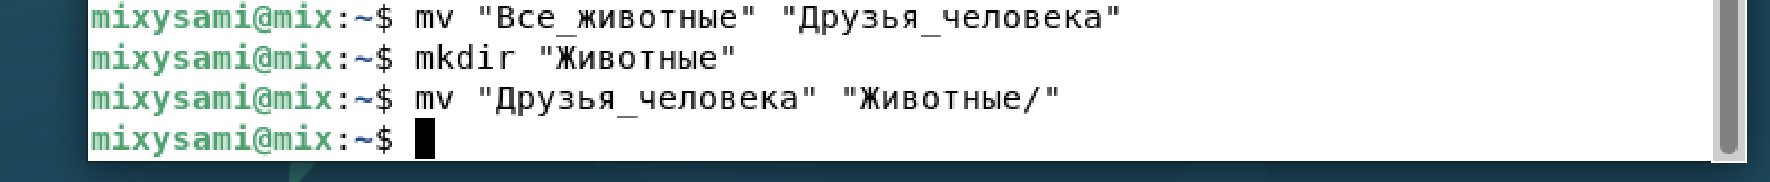 mixysami@mix:~$ mv "Все_животные" "Друзья_человека"
mixysami@mix:~$ mkdir "Животные"
mixysami@mix:~$ mv "Друзья_человека" "Животные/"
mixysami@mix:~$